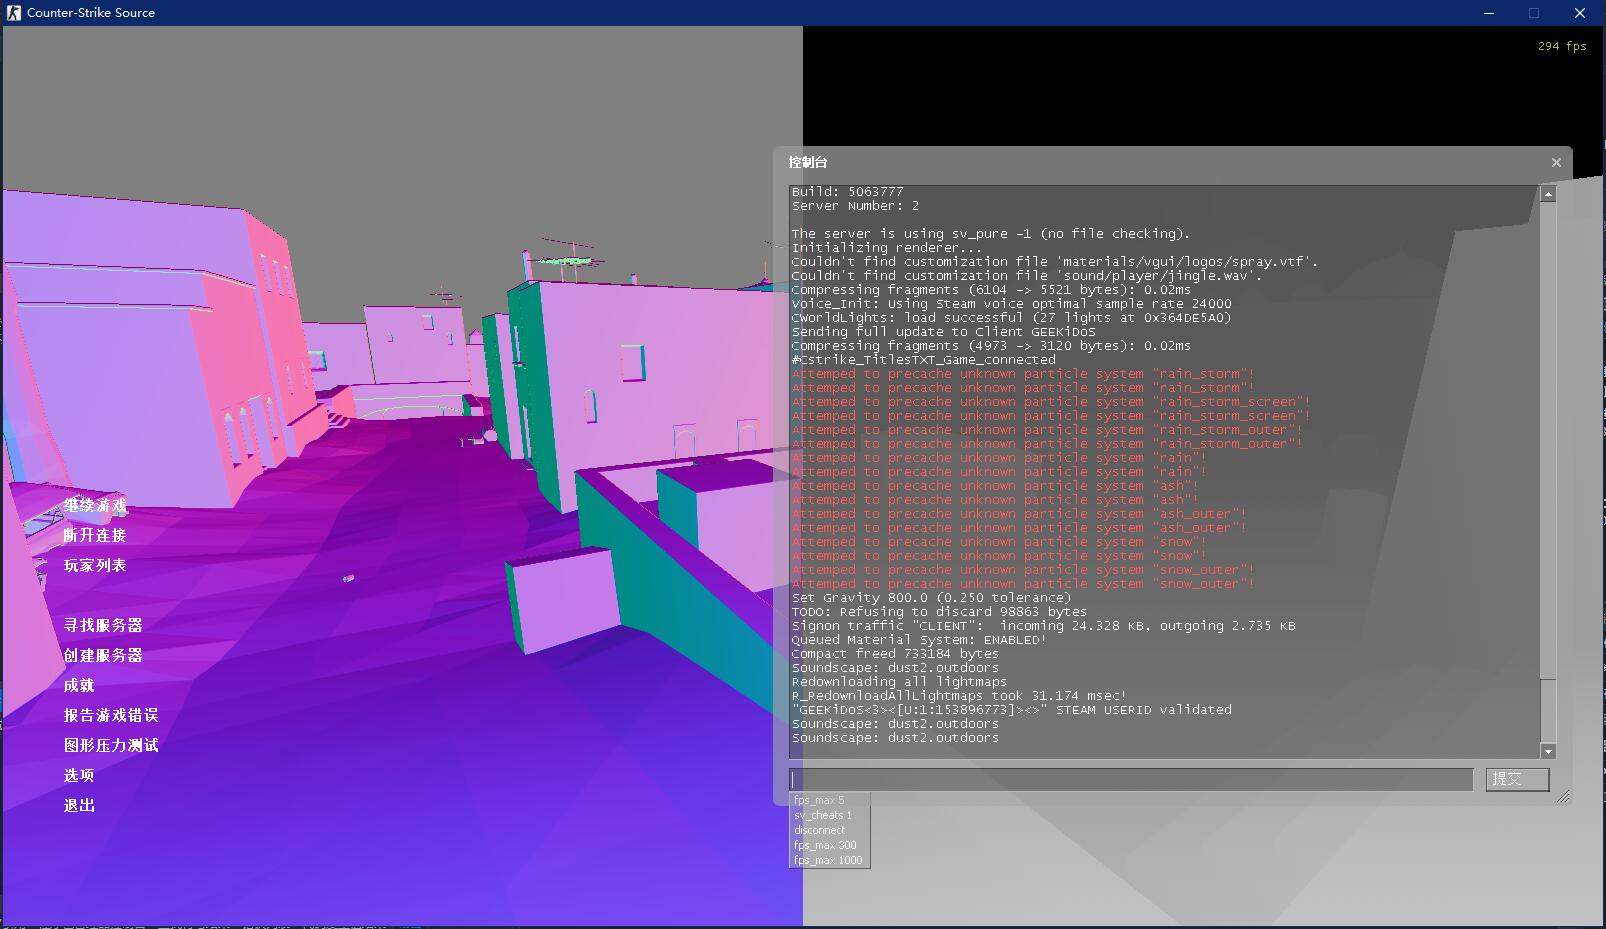 Counter-Strike Source
294 fps
控制台
Build: 5063777
Server Number: 2
The server is using sv_pure -1 (no file checking).
Initializing renderer...
Couldn't find customization file 'materials/vgui/logos/spray.vtf'.
Couldn't find customization file 'sound/player/jingle.wav'.
Compressing fragments (6104 -> 5521 bytes): 0.02ms
Voice_Init: Using Steam voice optimal sample rate 24000
CWorldLights: load successful (27 lights at 0x364DE5A0)
Sending full update to Client GEEKiDoS
Compressing fragments (4973 -> 3120 bytes): 0.02ms
#Cstrike_TitlesTXT_Game_connected
Attemped to precache unknown particle system "rain_storm"!
Attemped to precache unknown particle system "rain_storm"!
Attemped to precache unknown particle system "rain_storm_screen"!
Attemped to precache unknown particle system "rain_storm_screen"!
Attemped to precache unknown particle system "rain_storm_outer"!
Attemped to precache unknown particle system "rain_storm_outer"!
Attemped to precache unknown particle system "rain"!
Attemped to precache unknown particle system "rain"!
Attemped to precache unknown particle system "ash"!
Attemped to precache unknown particle system "ash"!
Attemped to precache unknown particle system "ash_outer"!
Attemped to precache unknown particle system "ash_outer"!
Attemped to precache unknown particle system "snow"!
Attemped to precache unknown particle system "snow"!
Attemped to precache unknown particle system "snow_outer"!
Attemped to precache unknown particle system "snow_outer"!
Set Gravity 800.0 (0.250 tolerance)
TODO: Refusing to discard 98863 bytes
Signon traffic "CLIENT":  incoming 24.328 KB, outgoing 2.735 KB
Queued Material System: ENABLED!
Compact freed 733184 bytes
Soundscape: dust2.outdoors
Redownloading all lightmaps
R_RedownloadAllLightmaps took 31.174 msec!
"GEEKiDoS<3><[U:1:153896773]><>" STEAM USERID validated
Soundscape: dust2.outdoors
Soundscape: dust2.outdoors
提交
fps_max 5
sv_cheats 1
disconnect
fps_max 300
fps_max 1000
继续游戏
断开连接
玩家列表
寻找服务器
创建服务器
成就
报告游戏错误
图形压力测试
选项
退出